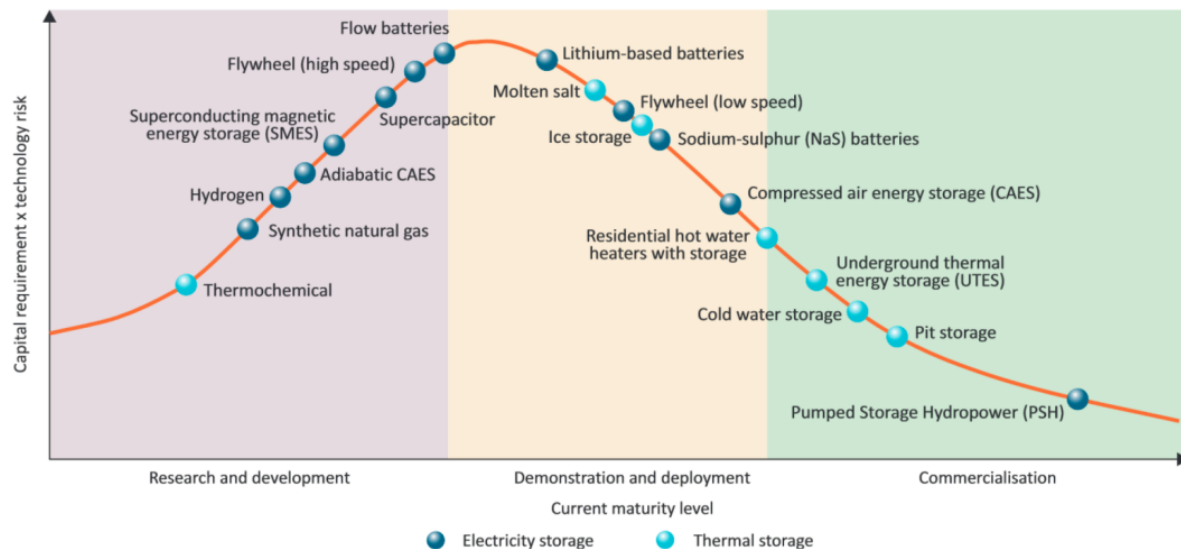 Capital requirement x technology risk
Flow batteries
Flywheel (high speed)
Supercapacitor
Superconducting magnetic
energy storage (SMES)
Adiabatic CAES
Hydrogen
Synthetic natural gas
Thermochemical
Lithium-based batteries
Molten salt
Flywheel (low speed)
Ice storage
Sodium-sulphur (NaS) batteries
Compressed air energy storage (CAES)
Residential hot water
heaters with storage
Underground thermal
energy storage (UTES)
Cold water storage
Pit storage
Pumped Storage Hydropower (PSH)
Research and development
Demonstration and deployment
Commercialisation
Current maturity level
Electricity storage
Thermal storage